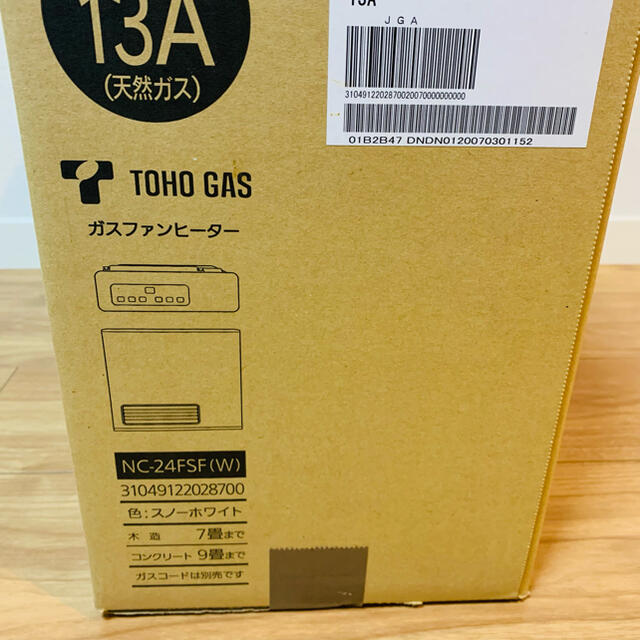 13A
(天然ガス)
13A
JGA
31049122028700200700000000000
01B2B47 DNDN0120070301152
TOHO GAS
ガスファンヒーター
NC-24FSF(W)
31049122028700
色:スノーホワイト
木 造 7畳まで
コンクリート 9畳まで
ガスコードは別売です